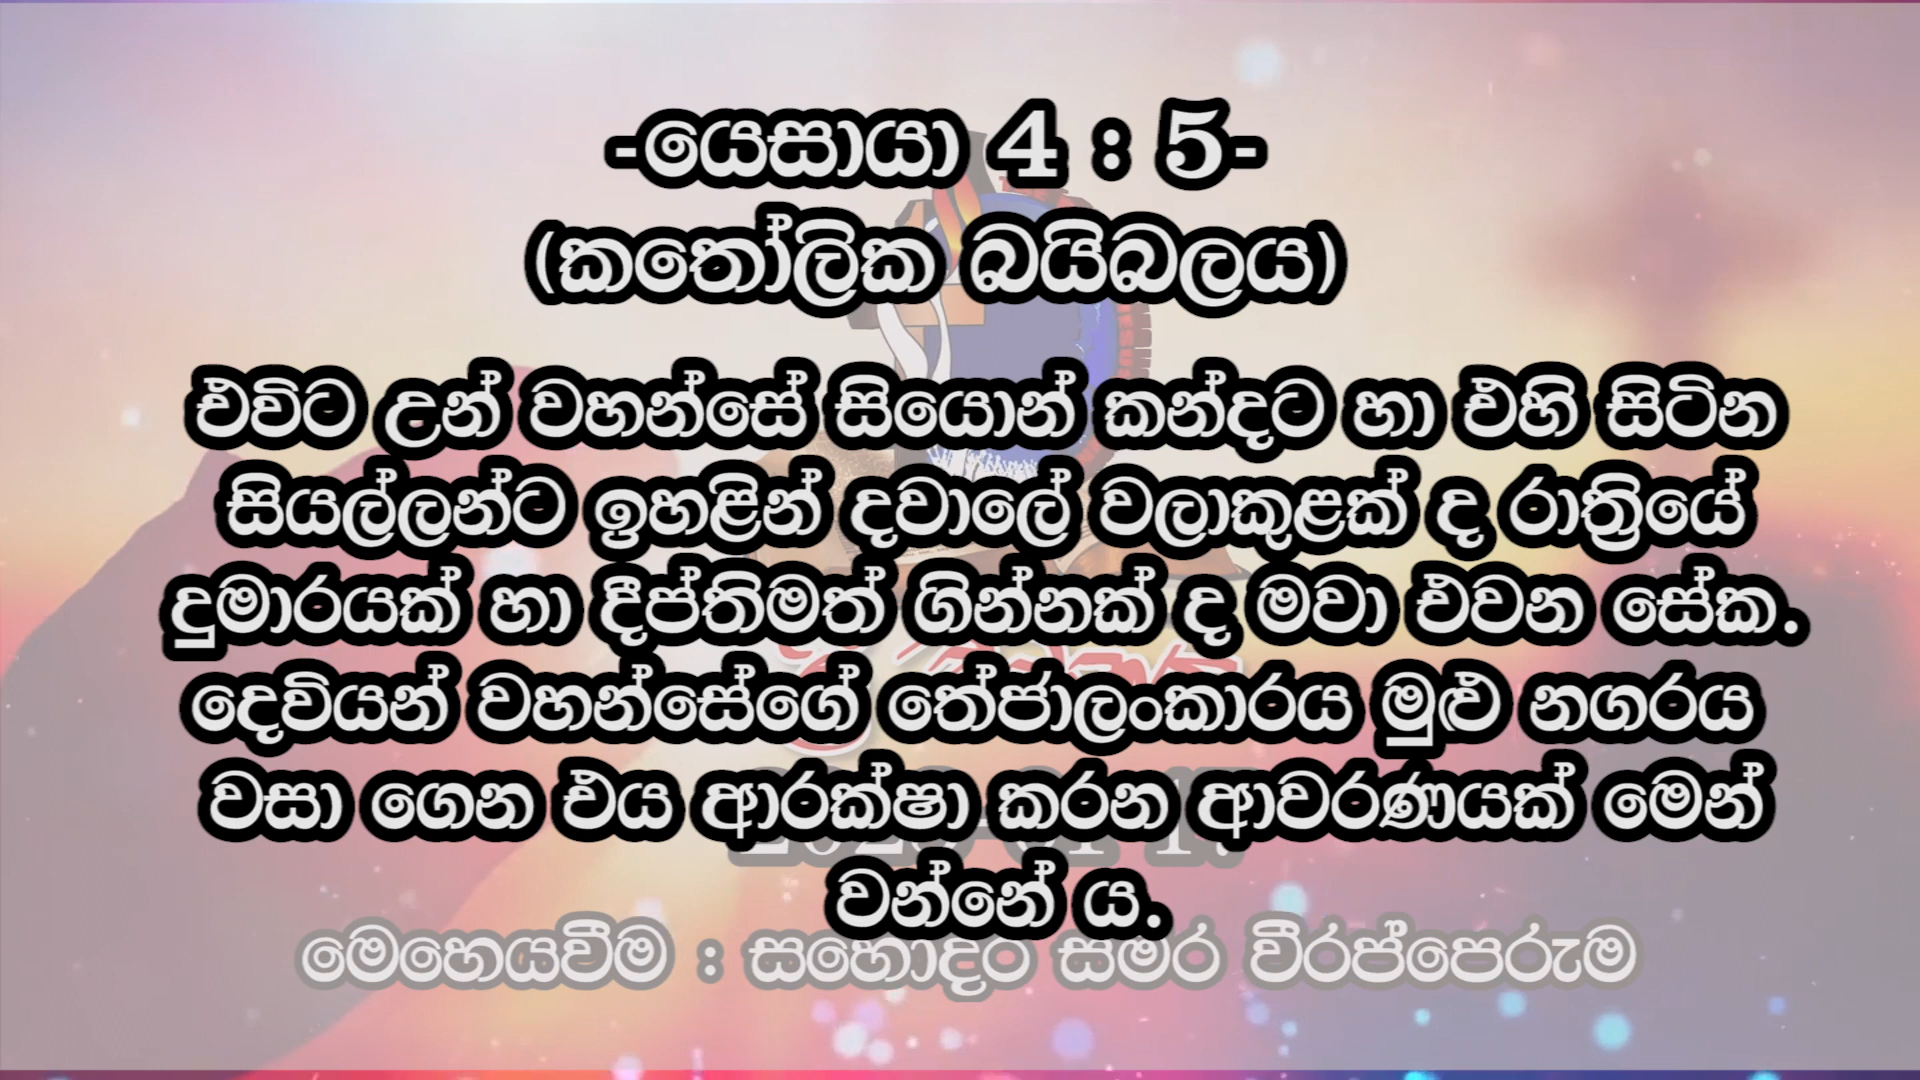 -යෙසායා 4 : 5-
(කතෝලික බයිබලය)
එවිට උන් වහන්සේ සියොන් කන්දට හා එහි සිටින
සියල්ලන්ට ඉහළින් දවාලේ වලාකුළක් ද රාත්‍රියේ
දුමාරයක් හා දීප්තිමත් ගින්නක් ද මවා එවන සේක.
දෙවියන් වහන්සේගේ තේජාලංකාරය මුළු නගරය
වසා ගෙන එය ආරක්ෂා කරන ආවරණයක් මෙන්
වන්නේ ය.
මෙහෙයවීම : සහොදර සමර වීරප්පෙරුම